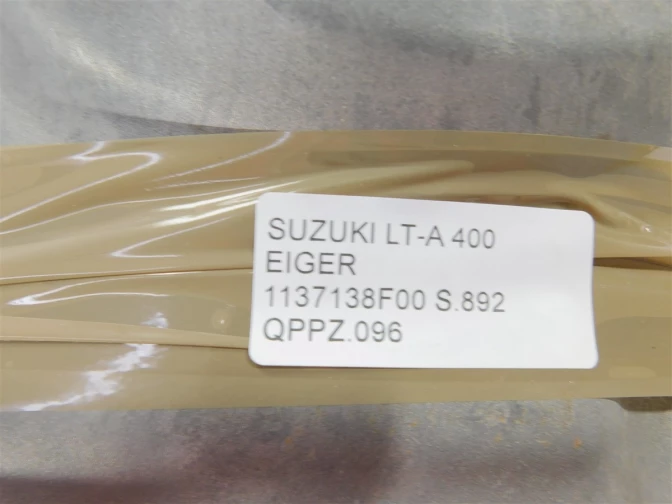 SUZUKI LT-A 400
EIGER
1137138F00 S.892
QPPZ.096